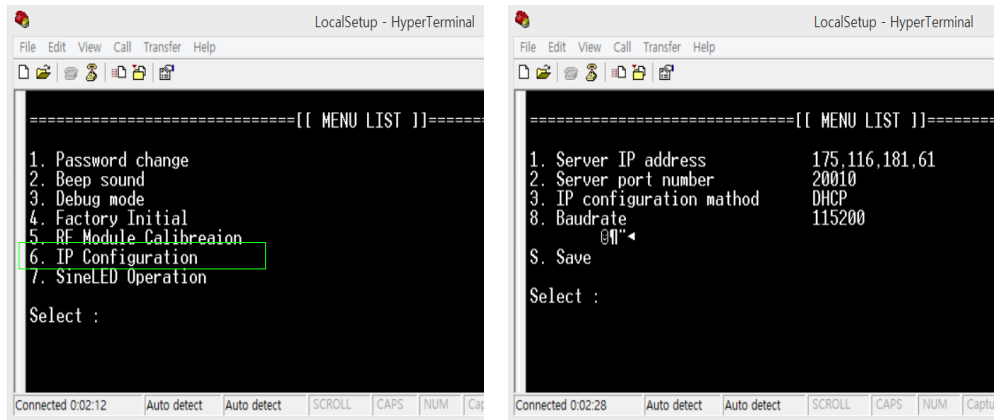 LocalSetup - HyperTerminal
File Edit View Call Transfer Help
==============================[[ MENU LIST ]]======
1. Password change
2. Beep sound
3. Debug mode
4. Factory Initial
5. RF Module Calibreaion
6. IP Configuration
7. SineLED Operation
Select :
Connected 0:02:12 Auto detect Auto detect SCROLL CAPS NUM Cap
LocalSetup - HyperTerminal
File Edit View Call Transfer Help
==============================[[ MENU LIST ]]========
1. Server IP address 175,116,181,61
2. Server port number 20010
3. IP configuration mathod DHCP
8. Baudrate 115200
S. Save
Select :
Connected 0:02:28 Auto detect Auto detect SCROLL CAPS NUM Captu